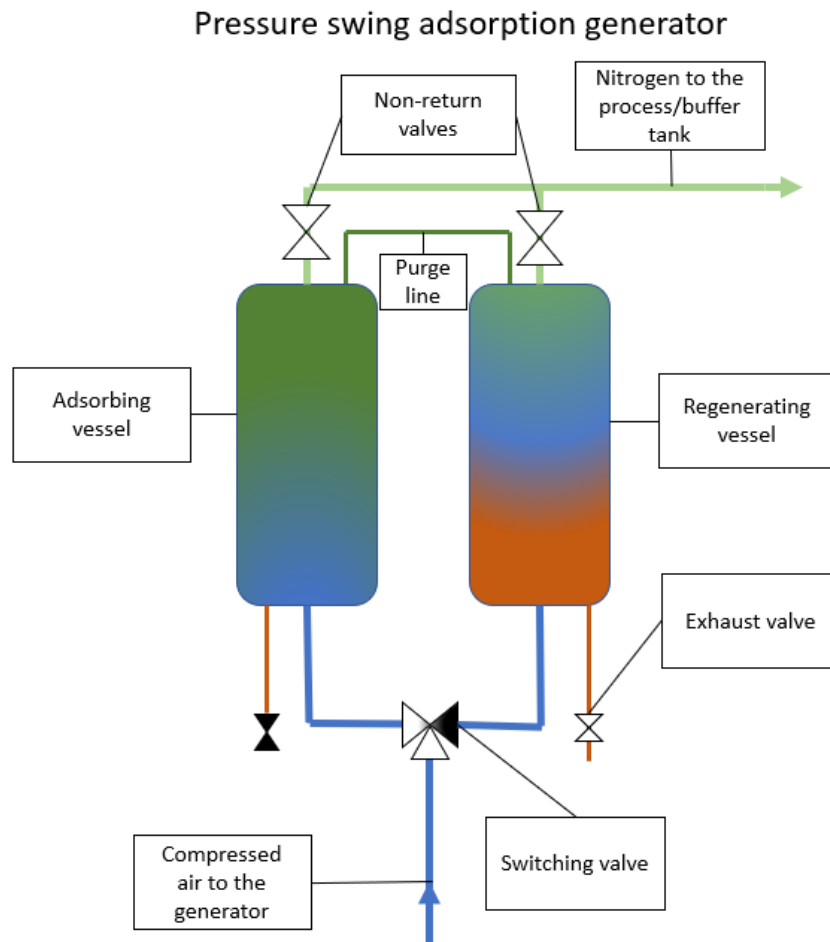 Pressure swing adsorption generator
Non-return
valves
Nitrogen to the
process/buffer
tank
Purge
line
Adsorbing
vessel
Regenerating
vessel
Exhaust valve
Compressed
air to the
generator
Switching valve